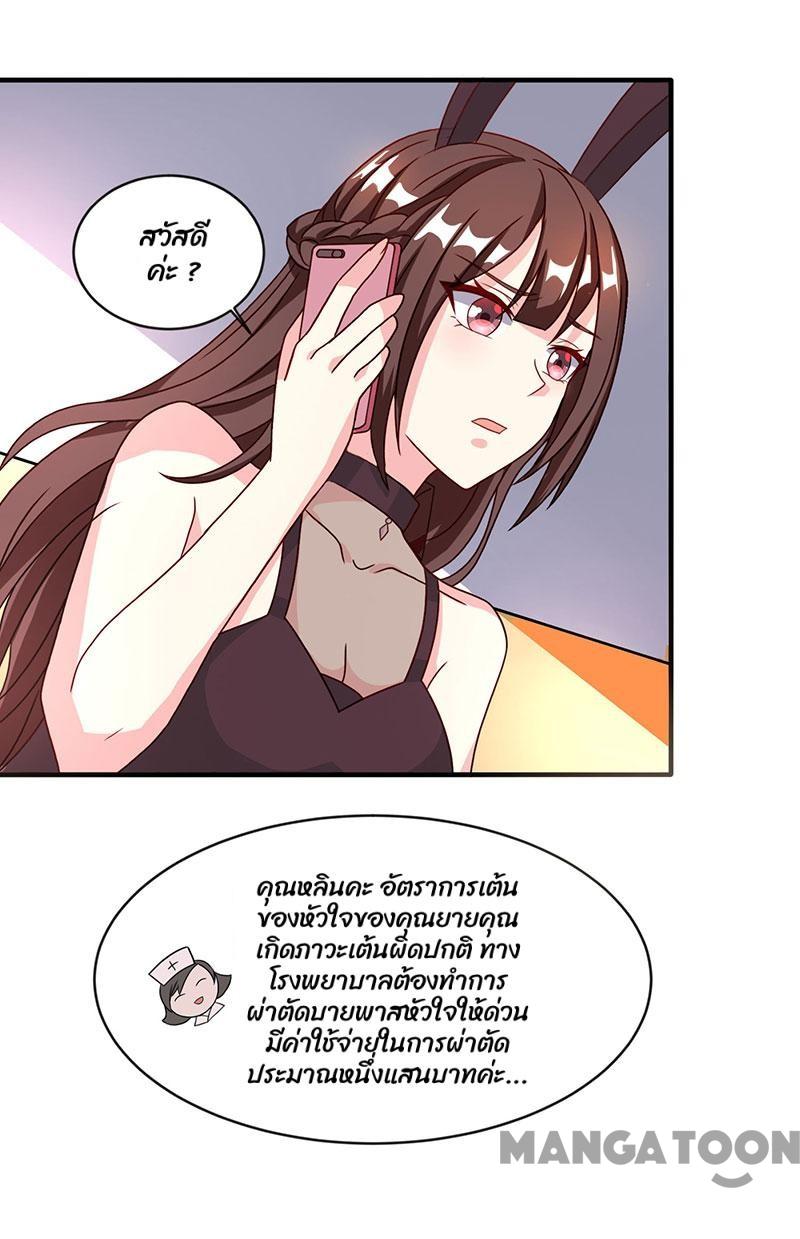 สวัสดี
ค่ะ ?
คุณหลินคะ อัตราการเต้น
ของหัวใจของคุณยายคุณ
เกิดภาวะเต้นผิดปกติ ทาง
โรงพยาบาลต้องทำการ
ผ่าตัดบายพาสหัวใจให้ด่วน
มีค่าใช้จ่ายในการผ่าตัด
ประมาณหนึ่งแสนบาทค่ะ...
MANGATOON